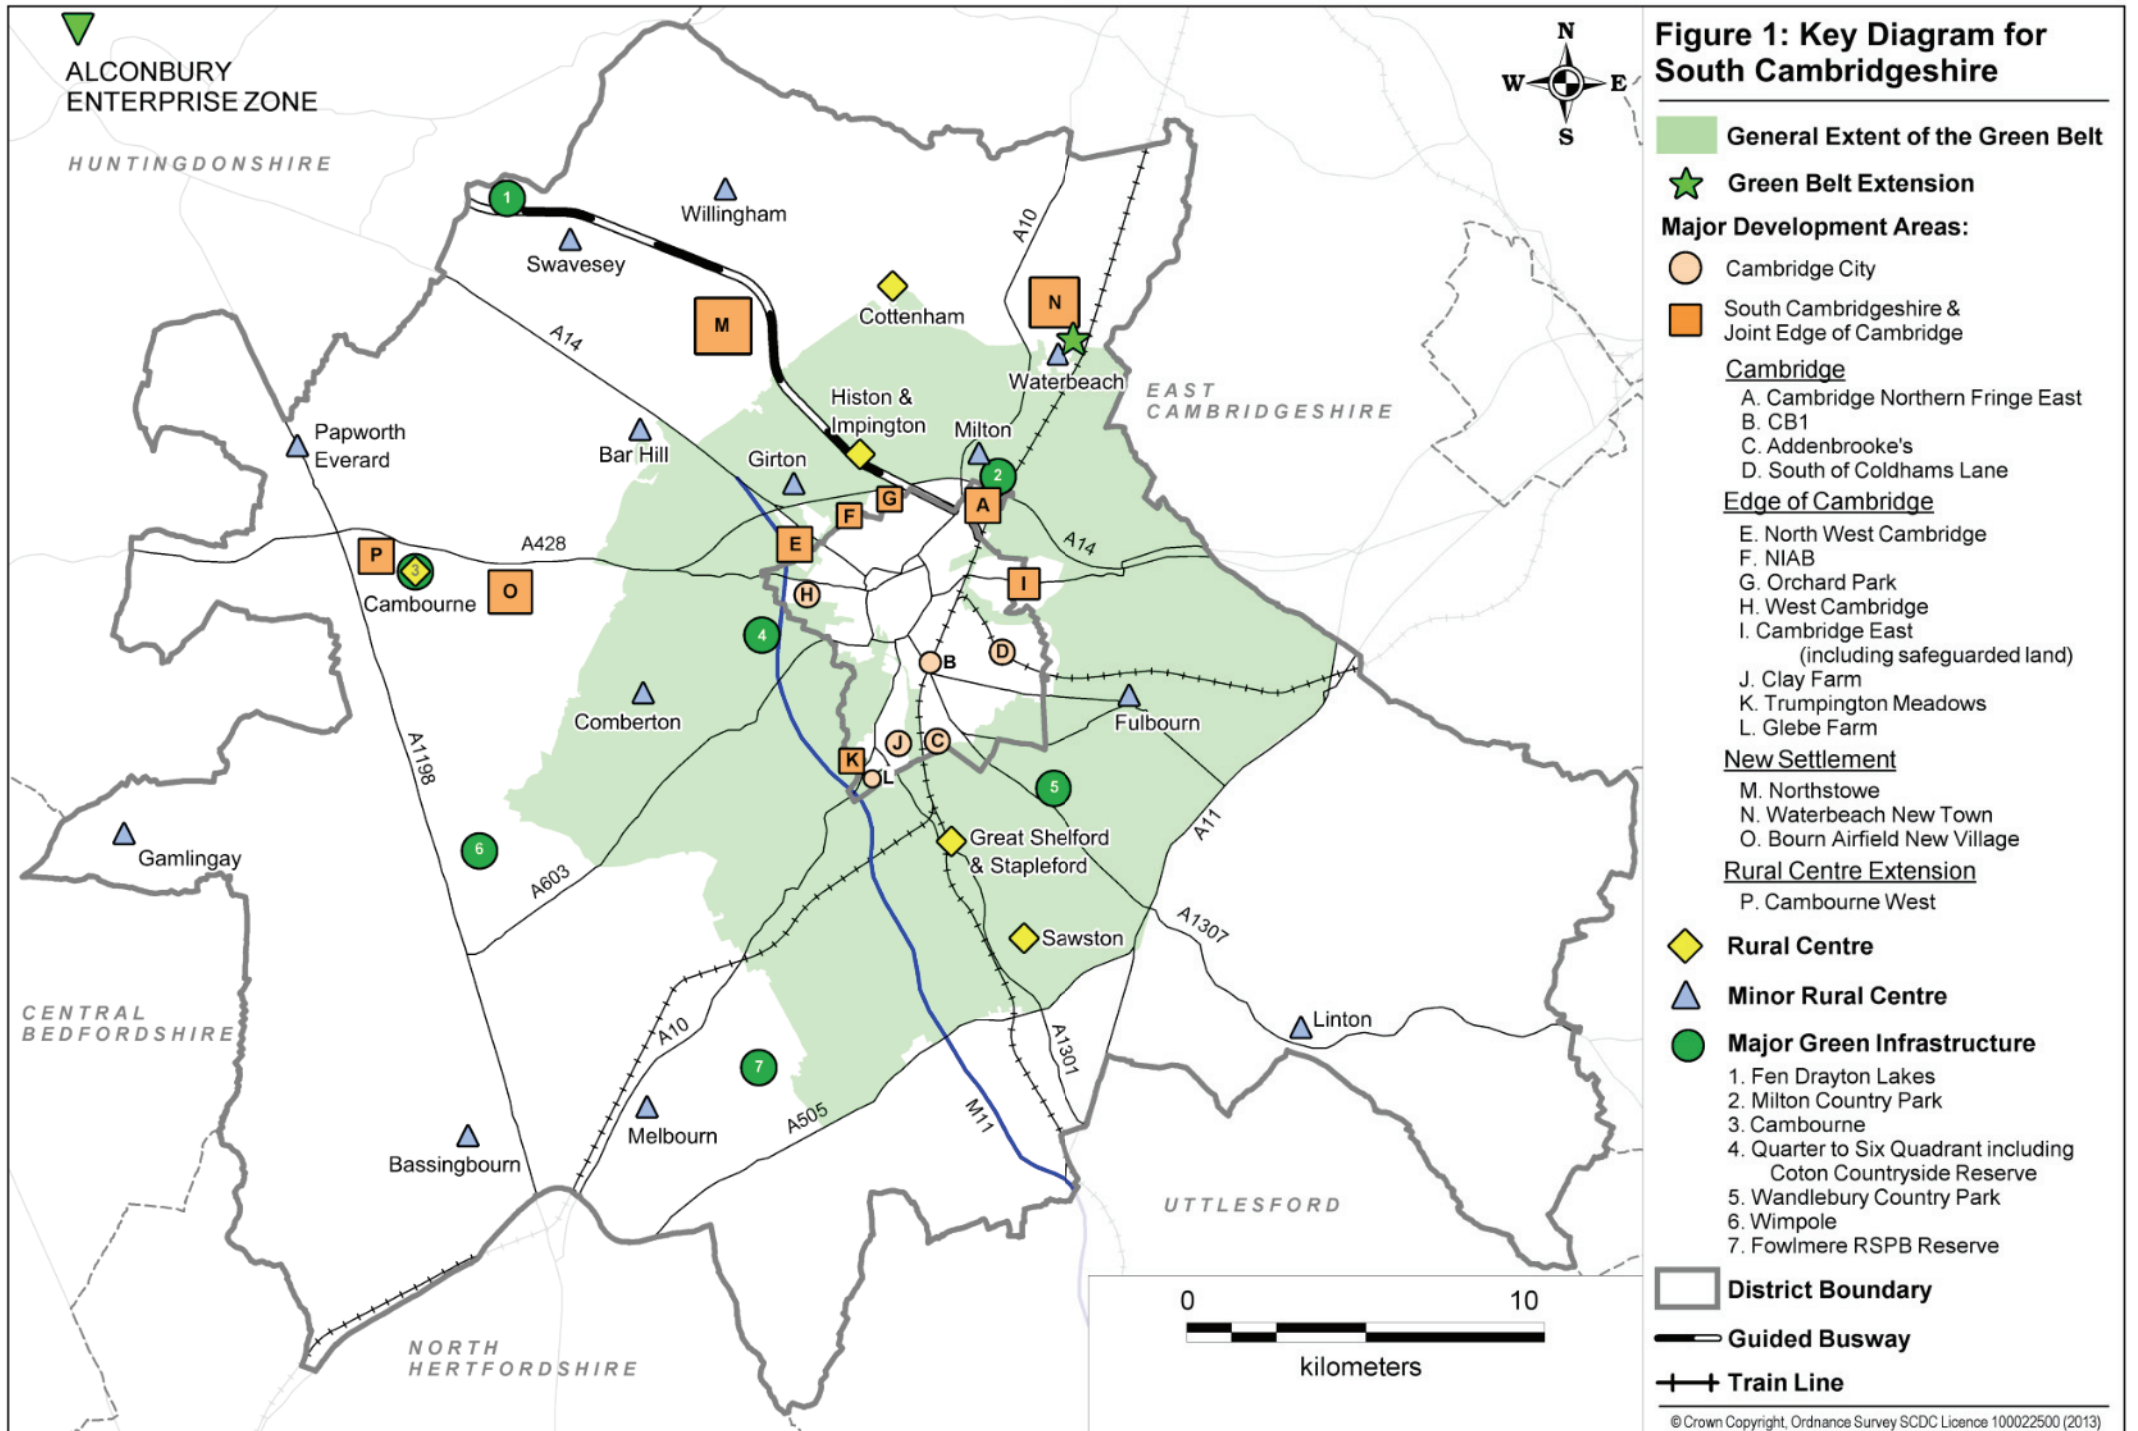 ALCONBURY
ENTERPRISE ZONE
HUNTINGDONSHIRE
1
Willingham
Swavesey
A10
N
W
E
S
M
Cottenham
N
A14
Waterbeach
EAST
CAMBRIDGESHIRE
Papworth
Everard
Bar Hill
Histon &
Impington
Girton
Milton
2
G
F
A
E
A14
A428
P
3
Cambourne
O
H
I
4
B
D
Comberton
Fulbourn
A1198
J
C
K
L
5
Gamlingay
6
A603
Great Shelford
& Stapleford
A11
Sawston
A1307
CENTRAL
BEDFORDSHIRE
A10
A1301
Linton
7
A505
M11
Melbourn
Bassingbourn
UTTLESFORD
NORTH
HERTFORDSHIRE
0 10
kilometers
Figure 1: Key Diagram for
South Cambridgeshire
General Extent of the Green Belt
Green Belt Extension
Major Development Areas:
Cambridge City
South Cambridgeshire &
Joint Edge of Cambridge
Cambridge
A. Cambridge Northern Fringe East
B. CB1
C. Addenbrooke's
D. South of Coldhams Lane
Edge of Cambridge
E. North West Cambridge
F. NIAB
G. Orchard Park
H. West Cambridge
I. Cambridge East
(including safeguarded land)
J. Clay Farm
K. Trumpington Meadows
L. Glebe Farm
New Settlement
M. Northstowe
N. Waterbeach New Town
O. Bourn Airfield New Village
Rural Centre Extension
P. Cambourne West
Rural Centre
Minor Rural Centre
Major Green Infrastructure
1. Fen Drayton Lakes
2. Milton Country Park
3. Cambourne
4. Quarter to Six Quadrant including
Coton Countryside Reserve
5. Wandlebury Country Park
6. Wimpole
7. Fowlmere RSPB Reserve
District Boundary
Guided Busway
Train Line
© Crown Copyright, Ordnance Survey SCDC Licence 100022500 (2013)